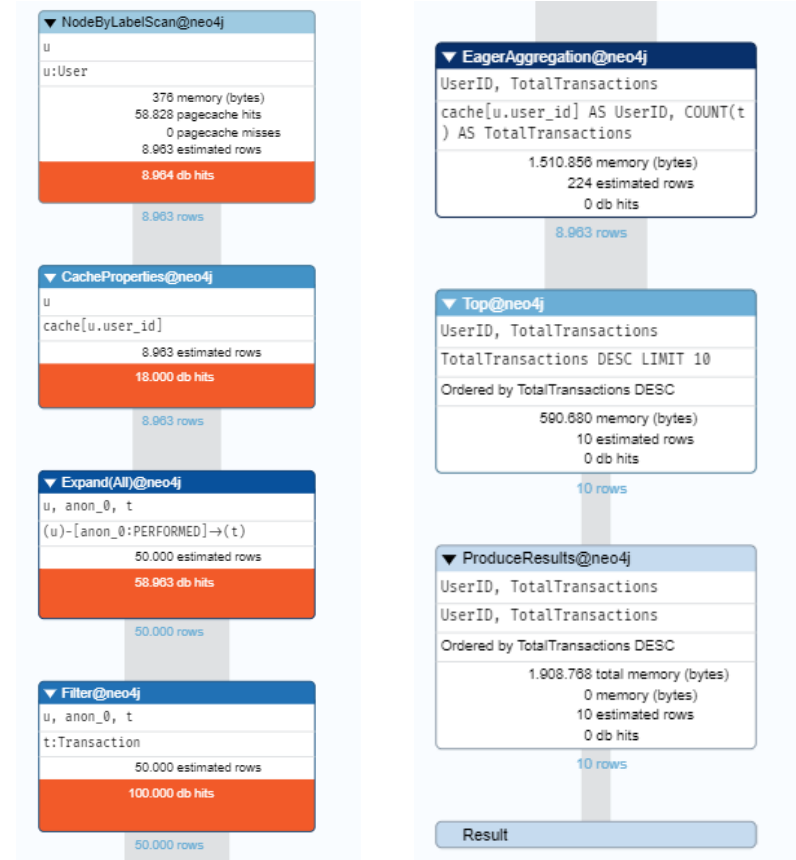 ▼ NodeByLabelScan@neo4j
u
u:User
376 memory (bytes)
58.828 pagecache hits
0 pagecache misses
8.963 estimated rows
8.964 db hits
8.963 rows
▼ CacheProperties@neo4j
u
cache[u.user_id]
8.963 estimated rows
18.000 db hits
8.963 rows
▼ Expand(All)@neo4j
u, anon_0, t
(u)-[anon_0:PERFORMED]→(t)
50.000 estimated rows
58.963 db hits
50.000 rows
▼ Filter@neo4j
u, anon_0, t
t:Transaction
50.000 estimated rows
100.000 db hits
50.000 rows
▼ EagerAggregation@neo4j
UserID, TotalTransactions
cache[u.user_id] AS UserID, COUNT(t
) AS TotalTransactions
1.510.856 memory (bytes)
224 estimated rows
0 db hits
8.963 rows
▼ Top@neo4j
UserID, TotalTransactions
TotalTransactions DESC LIMIT 10
Ordered by TotalTransactions DESC
590.680 memory (bytes)
10 estimated rows
0 db hits
10 rows
▼ ProduceResults@neo4j
UserID, TotalTransactions
UserID, TotalTransactions
Ordered by TotalTransactions DESC
1.908.768 total memory (bytes)
0 memory (bytes)
10 estimated rows
0 db hits
10 rows
Result